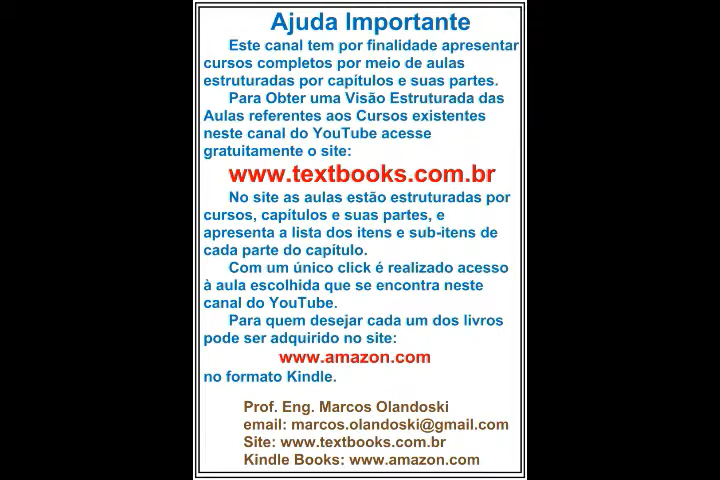 Ajuda Importante
Este canal tem por finalidade apresentar
cursos completos por meio de aulas
estruturadas por capítulos e suas partes.
Para Obter uma Visão Estruturada das
Aulas referentes aos Cursos existentes
neste canal do YouTube acesse
gratuitamente o site:
www.textbooks.com.br
No site as aulas estão estruturadas por
cursos, capítulos e suas partes, e
apresenta a lista dos itens e sub-itens de
cada parte do capítulo.
Com um único click é realizado acesso
à aula escolhida que se encontra neste
canal do YouTube.
Para quem desejar cada um dos livros
pode ser adquirido no site:
www.amazon.com
no formato Kindle.
Prof. Eng. Marcos Olandoski
email: marcos.olandoski@gmail.com
Site: www.textbooks.com.br
Kindle Books: www.amazon.com